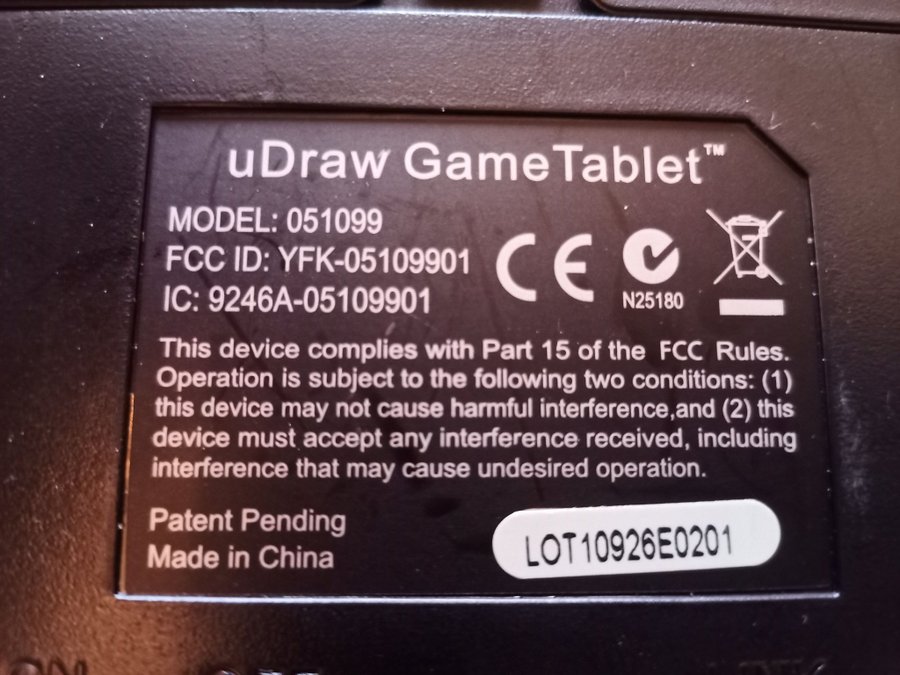 uDraw GameTablet™
MODEL: 051099
FCC ID: YFK-05109901
IC: 9246A-05109901
CE
N25180
This device complies with Part 15 of the FCC Rules.
Operation is subject to the following two conditions: (1)
this device may not cause harmful interference,and (2) this
device must accept any interference received, including
interference that may cause undesired operation.
Patent Pending
Made in China
LOT10926E0201